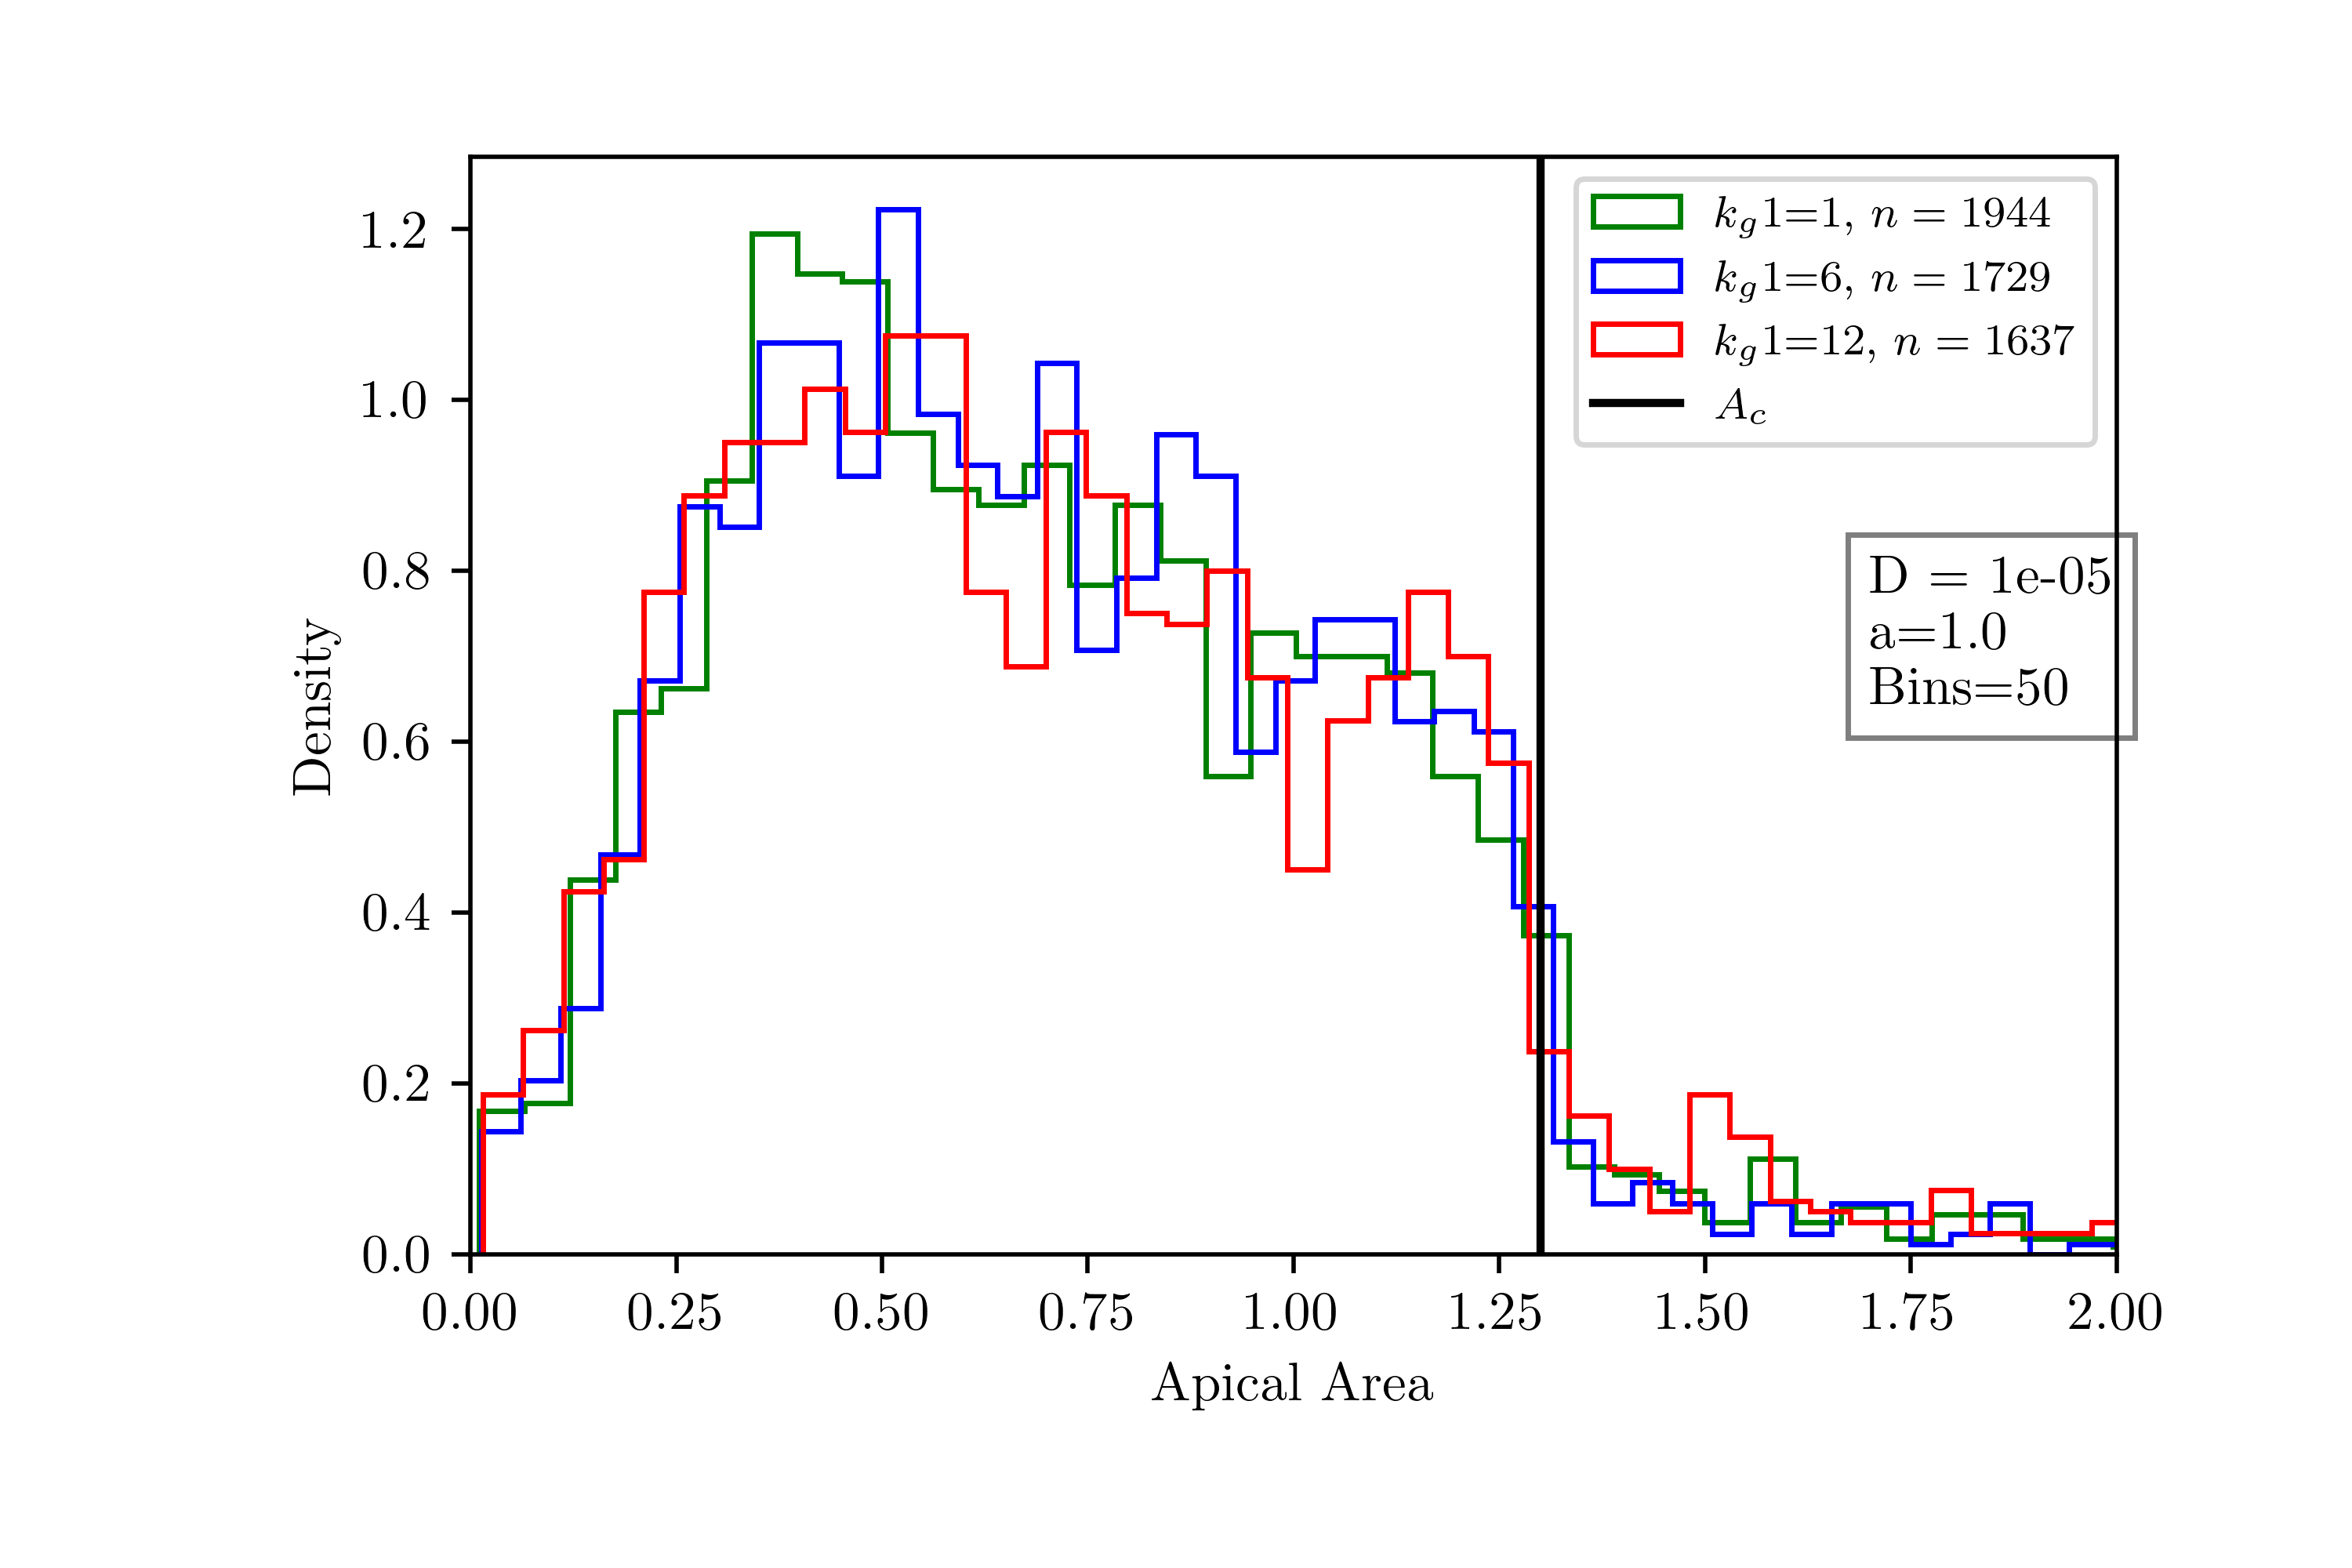 1.2
1.0
0.8
0.6
0.4
0.2
0.0
Density
k_g1=1, n = 1944
k_g1=6, n = 1729
k_g1=12, n = 1637
A_c
D = 1e-05
a=1.0
Bins=50
0.00 0.25 0.50 0.75 1.00 1.25 1.50 1.75 2.00
Apical Area